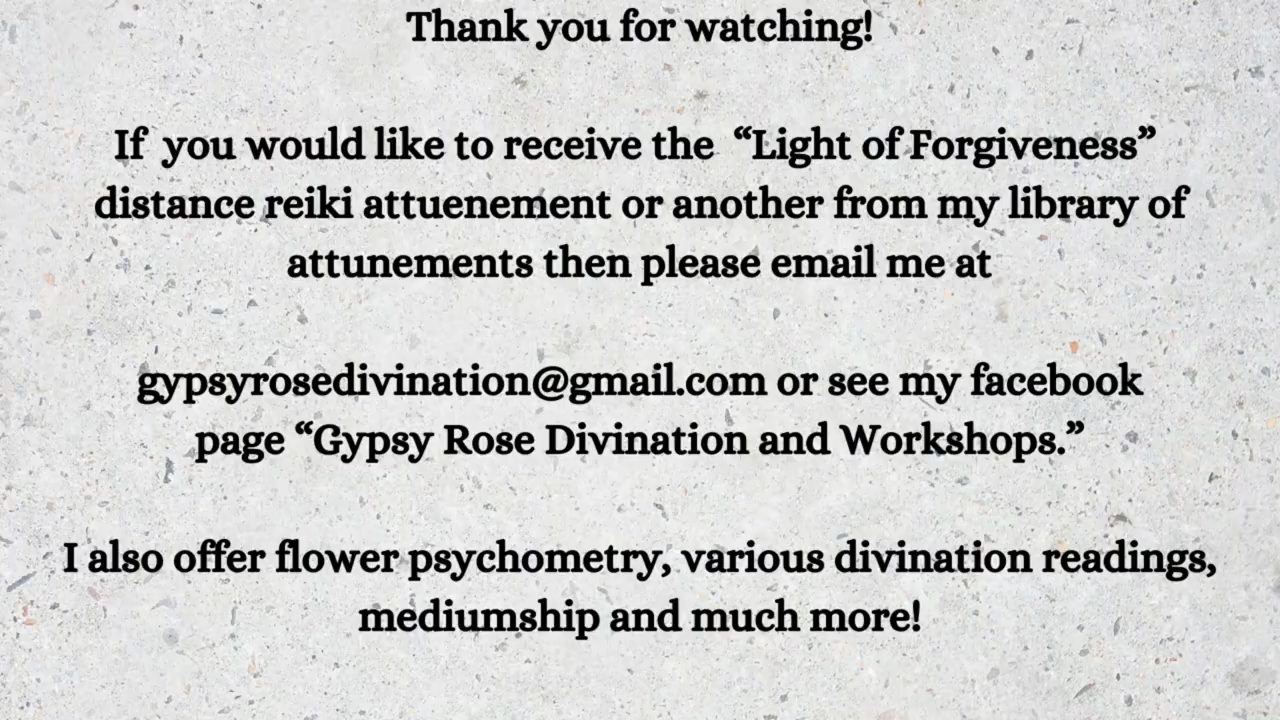 Thank you for watching!
If you would like to receive the “Light of Forgiveness”
distance reiki attuenement or another from my library of
attunements then please email me at
gypsyrosedivination@gmail.com or see my facebook
page “Gypsy Rose Divination and Workshops.”
I also offer flower psychometry, various divination readings,
mediumship and much more!